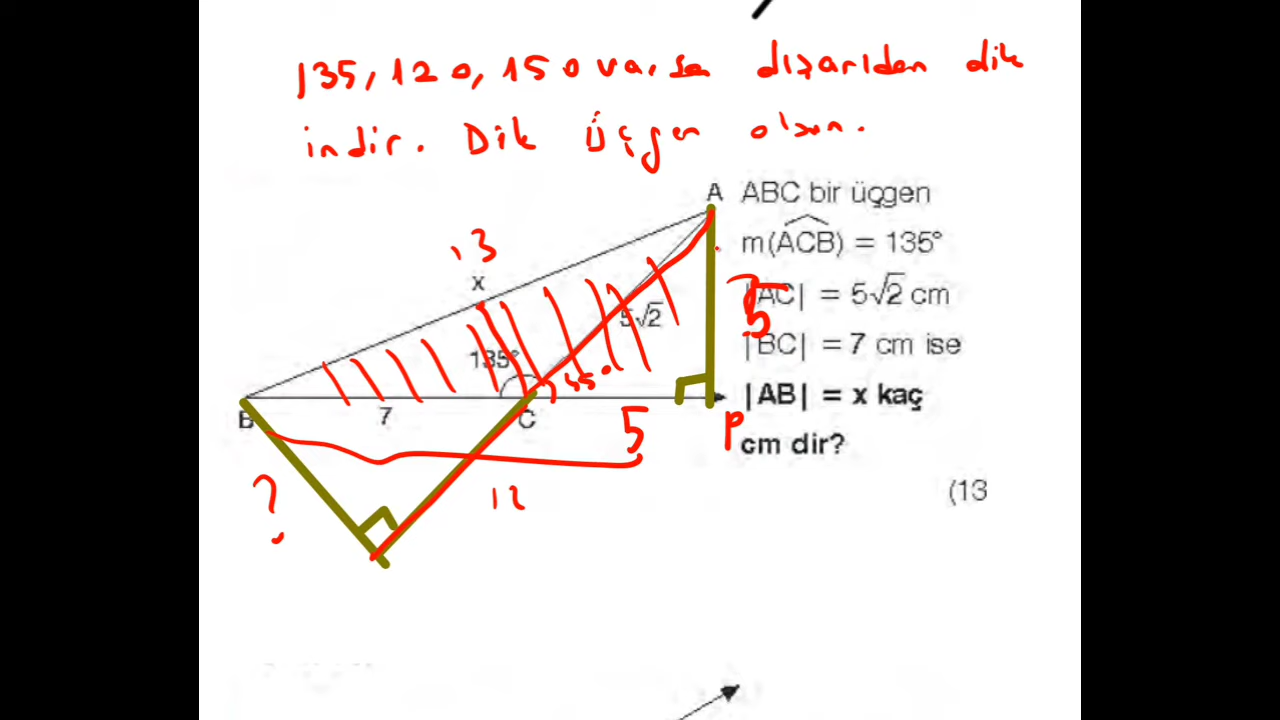 135, 120, 150 varsa dışarıdan dik
indir. Dik Üçgen olsun.
A ABC bir üçgen
m(ACB) = 135°
13
x
|AC| = 5√2 cm
5
5√2
|BC| = 7 cm ise
135°
45°
|AB| = x kaç
B
7
C
5
P
cm dir?
?
12
(13